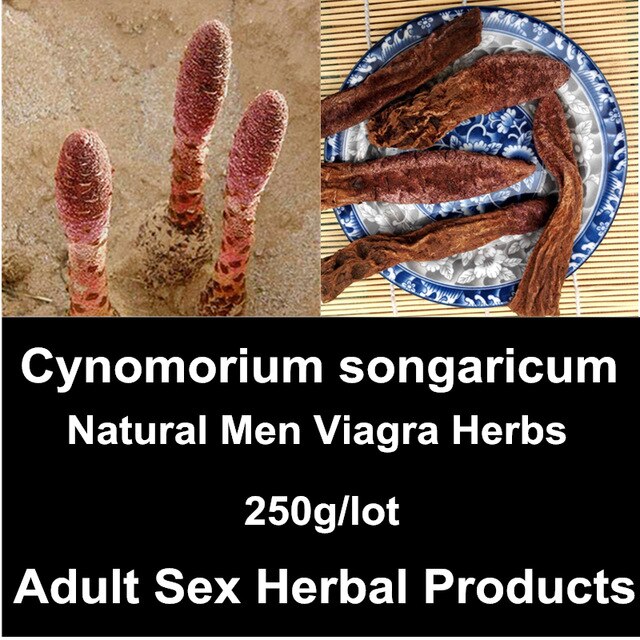 Cynomorium songaricum
Natural Men Viagra Herbs
250g/lot
Adult Sex Herbal Products